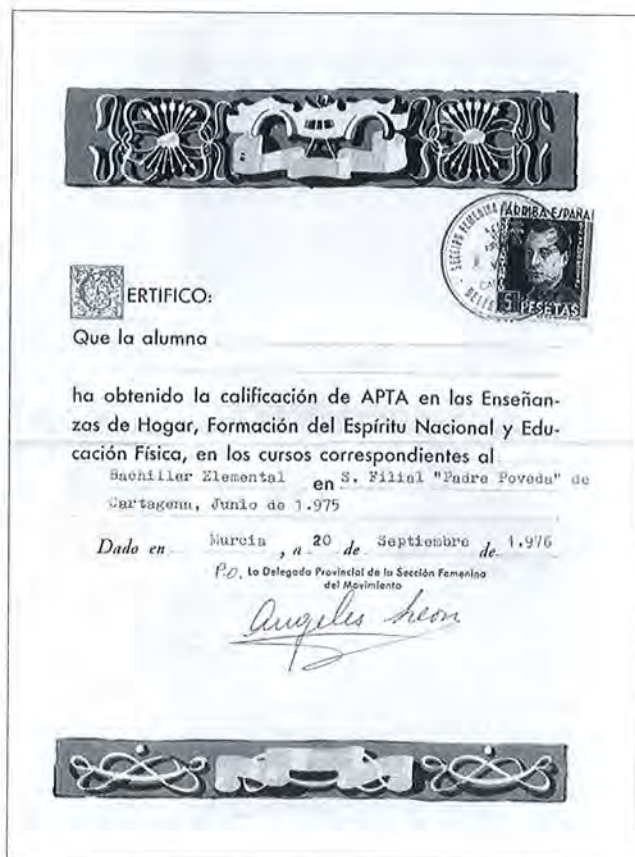 SECCION FEMENINA
ARRIBA ESPAÑA
5 PESETAS
CERTIFICO:
Que la alumna
ha obtenido la calificación de APTA en las Enseñan-
zas de Hogar, Formación del Espíritu Nacional y Edu-
cación Física, en los cursos correspondientes al
Bachiller Elemental en S. Filial "Padre Poveda" de
Cartagena, Junio de 1.975
Dado en Murcia , a 20 de Septiembre de 1.976
P.O. La Delegada Provincial de la Sección Femenina
del Movimiento
Angeles Leon